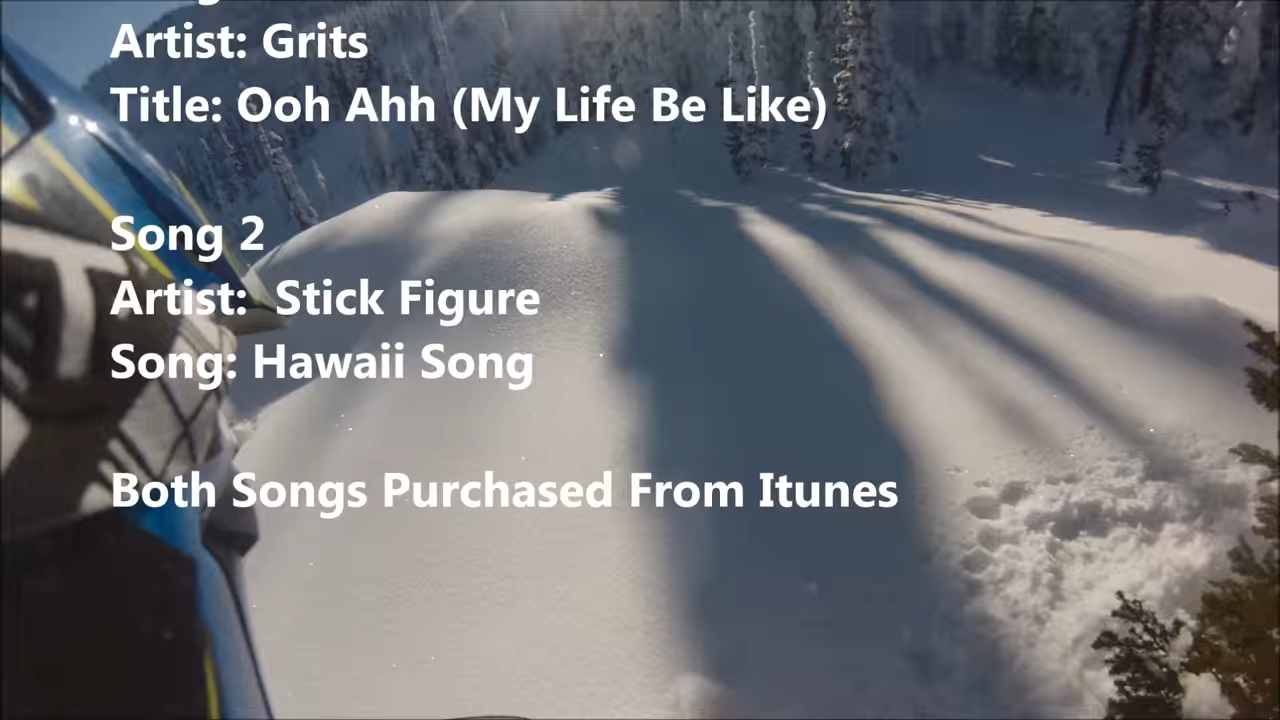 Artist: Grits
Title: Ooh Ahh (My Life Be Like)
Song 2
Artist:  Stick Figure
Song: Hawaii Song
Both Songs Purchased From Itunes